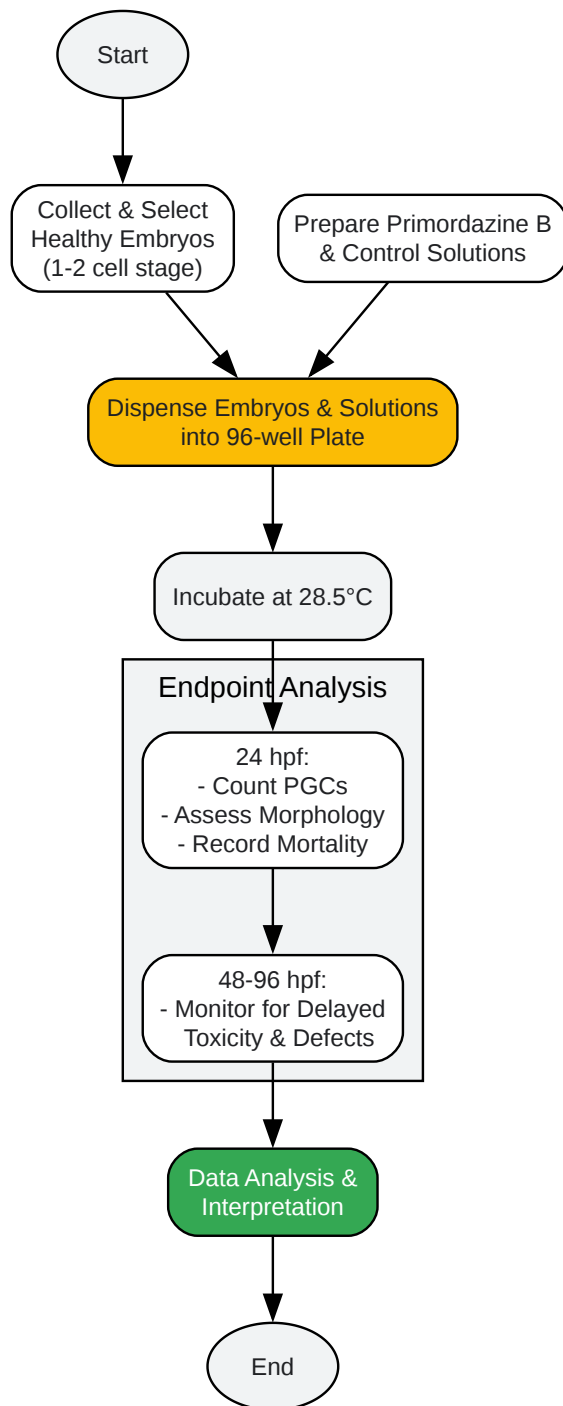 Start
Collect & Select
Healthy Embryos
(1-2 cell stage)
Prepare Primordazine B
& Control Solutions
Dispense Embryos & Solutions
into 96-well Plate
Incubate at 28.5°C
Endpoint Analysis
24 hpf:
- Count PGCs
- Assess Morphology
- Record Mortality
48-96 hpf:
- Monitor for Delayed
Toxicity & Defects
Data Analysis &
Interpretation
End